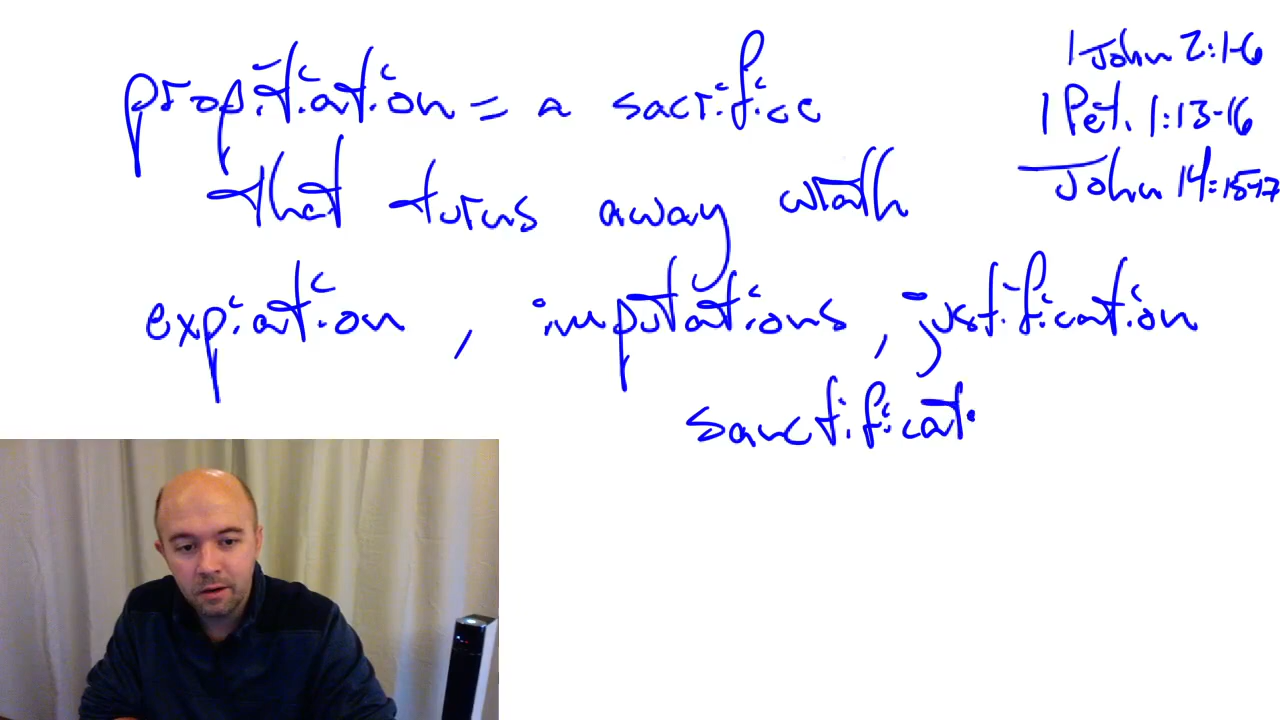 propitiation = a sacrifice
that turns away wrath
expiation, imputations, justification
sanctificat
1 John 2:1-6
1 Pet. 1:13-16
John 14:15-17